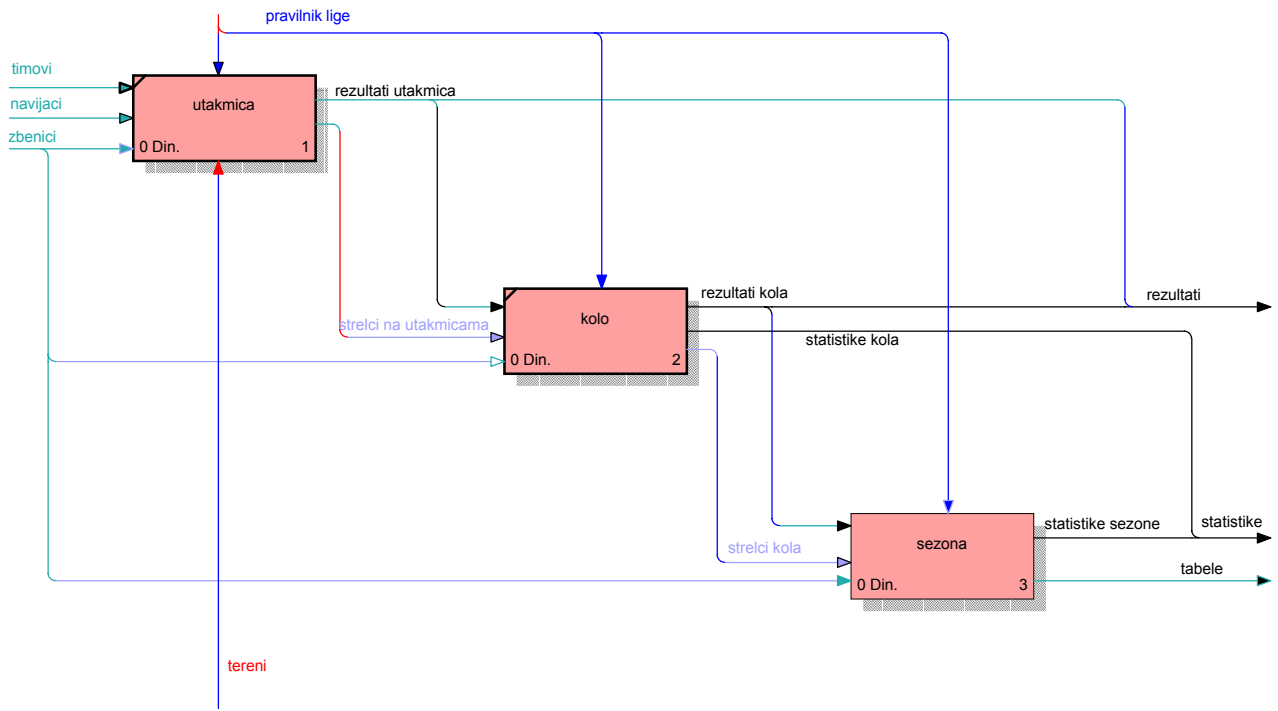 pravilnik lige
timovi
navijaci
zbenici
utakmica
0 Din.
1
rezultati utakmica
strelci na utakmicama
kolo
0 Din.
2
rezultati kola
rezultati
statistike kola
strelci kola
sezona
0 Din.
3
statistike sezone
statistike
tabele
tereni